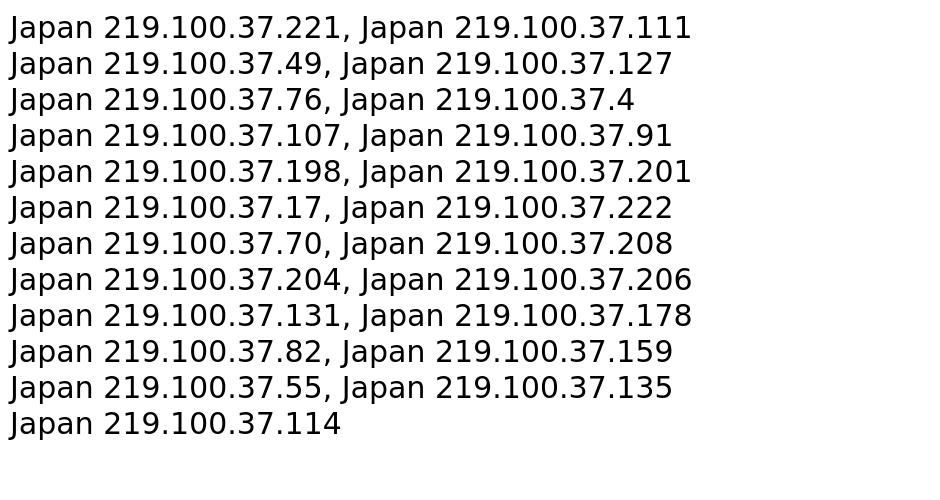 Japan 219.100.37.221, Japan 219.100.37.111
Japan 219.100.37.49, Japan 219.100.37.127
Japan 219.100.37.76, Japan 219.100.37.4
Japan 219.100.37.107, Japan 219.100.37.91
Japan 219.100.37.198, Japan 219.100.37.201
Japan 219.100.37.17, Japan 219.100.37.222
Japan 219.100.37.70, Japan 219.100.37.208
Japan 219.100.37.204, Japan 219.100.37.206
Japan 219.100.37.131, Japan 219.100.37.178
Japan 219.100.37.82, Japan 219.100.37.159
Japan 219.100.37.55, Japan 219.100.37.135
Japan 219.100.37.114